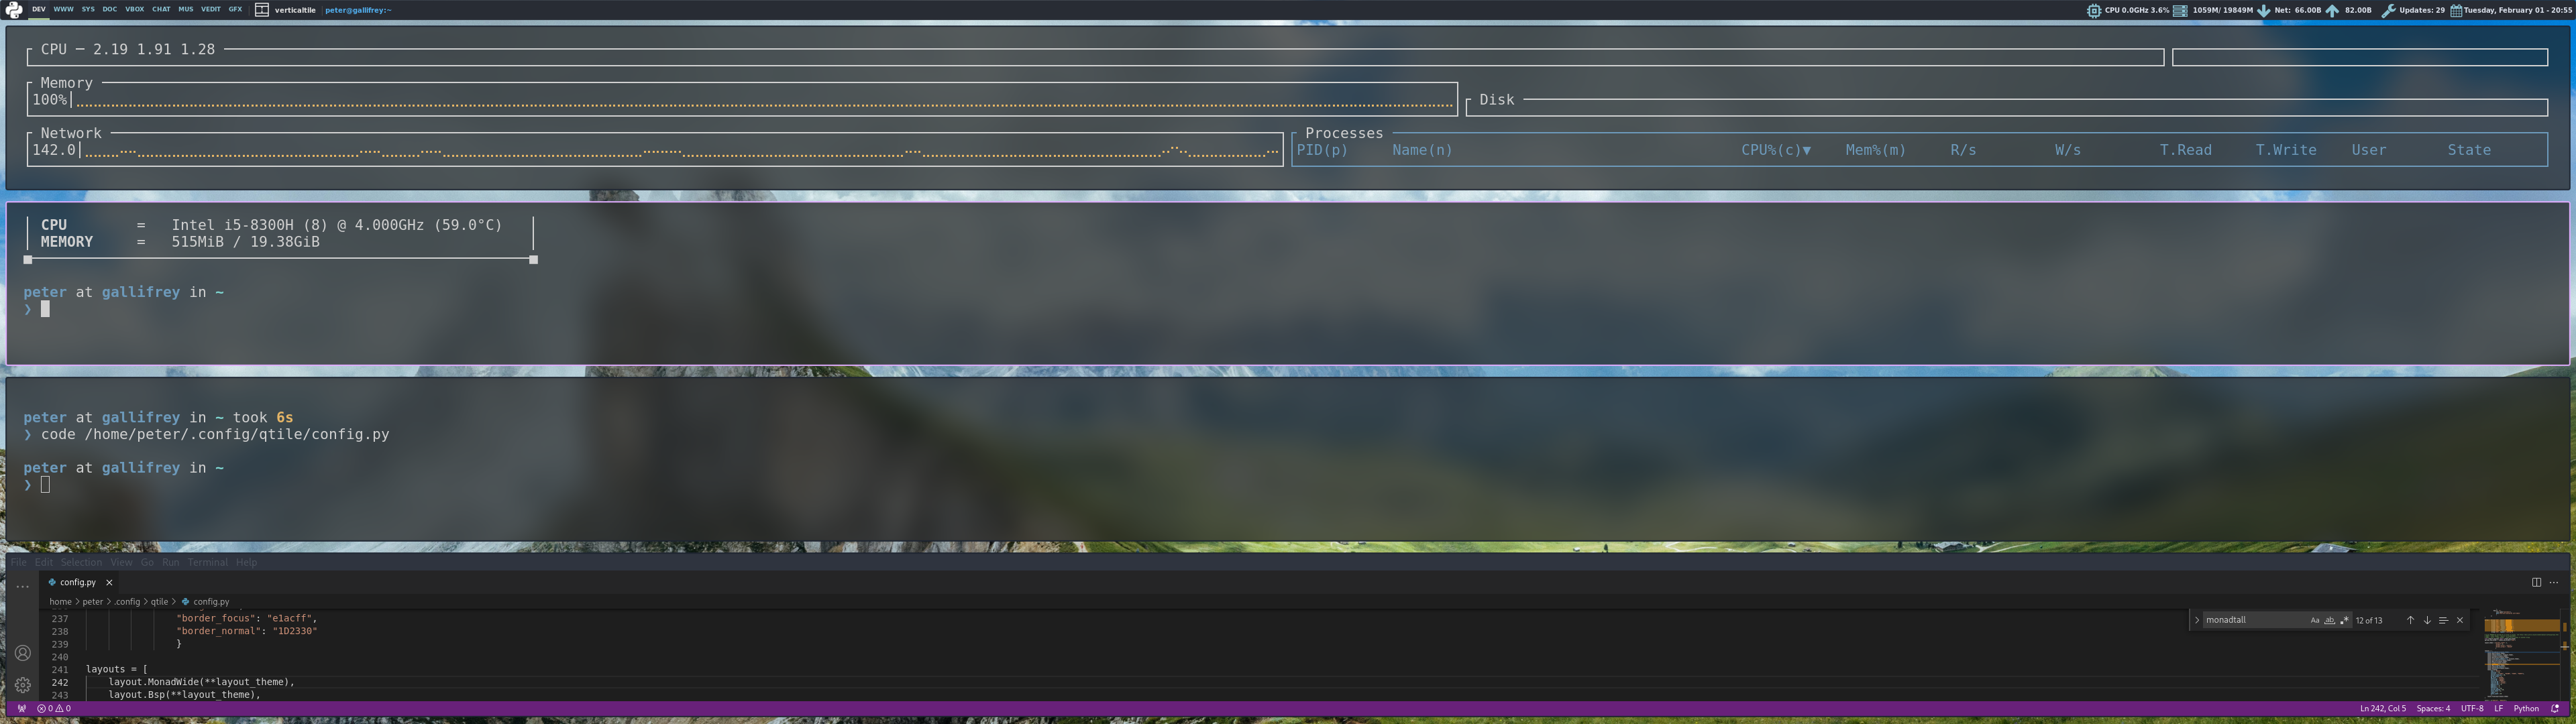 DEV WWW SYS DOC VBOX CHAT MUS VEDIT GFX verticaltile peter@gallifrey:~ CPU 0.0GHz 3.6% 1059M/ 19849M Net: 66.00B 82.00B Updates: 29 Tuesday, February 01 - 20:55
CPU — 2.19 1.91 1.28
Memory
100%
Disk
Network
142.0
Processes
PID(p) Name(n) CPU%(c)▼ Mem%(m) R/s W/s T.Read T.Write User State
CPU = Intel i5-8300H (8) @ 4.000GHz (59.0°C)
MEMORY = 515MiB / 19.38GiB
peter at gallifrey in ~
❯
peter at gallifrey in ~ took 6s
❯ code /home/peter/.config/qtile/config.py
peter at gallifrey in ~
❯
File Edit Selection View Go Run Terminal Help
config.py
home > peter > .config > qtile > config.py
237 "border_focus": "e1acff",
238 "border_normal": "1D2330"
239 }
240
241 layouts = [
242 layout.MonadWide(**layout_theme),
243 layout.Bsp(**layout_theme),
monadtall Aa ab .* 12 of 13
0 0 Ln 242, Col 5 Spaces: 4 UTF-8 LF Python